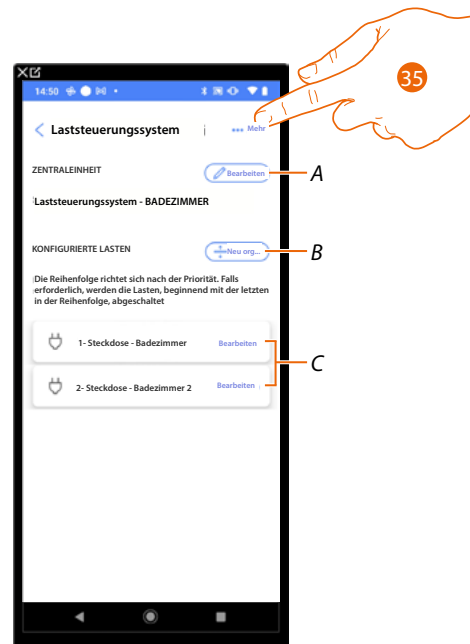 35
14:50
Laststeuerungssystem
Mehr
ZENTRALEINHEIT
Bearbeiten
A
Laststeuerungssystem - BADEZIMMER
KONFIGURIERTE LASTEN
Neu org...
B
Die Reihenfolge richtet sich nach der Priorität. Falls
erforderlich, werden die Lasten, beginnend mit der letzten
in der Reihenfolge, abgeschaltet
1- Steckdose - Badezimmer
Bearbeiten
C
2- Steckdose - Badezimmer 2
Bearbeiten